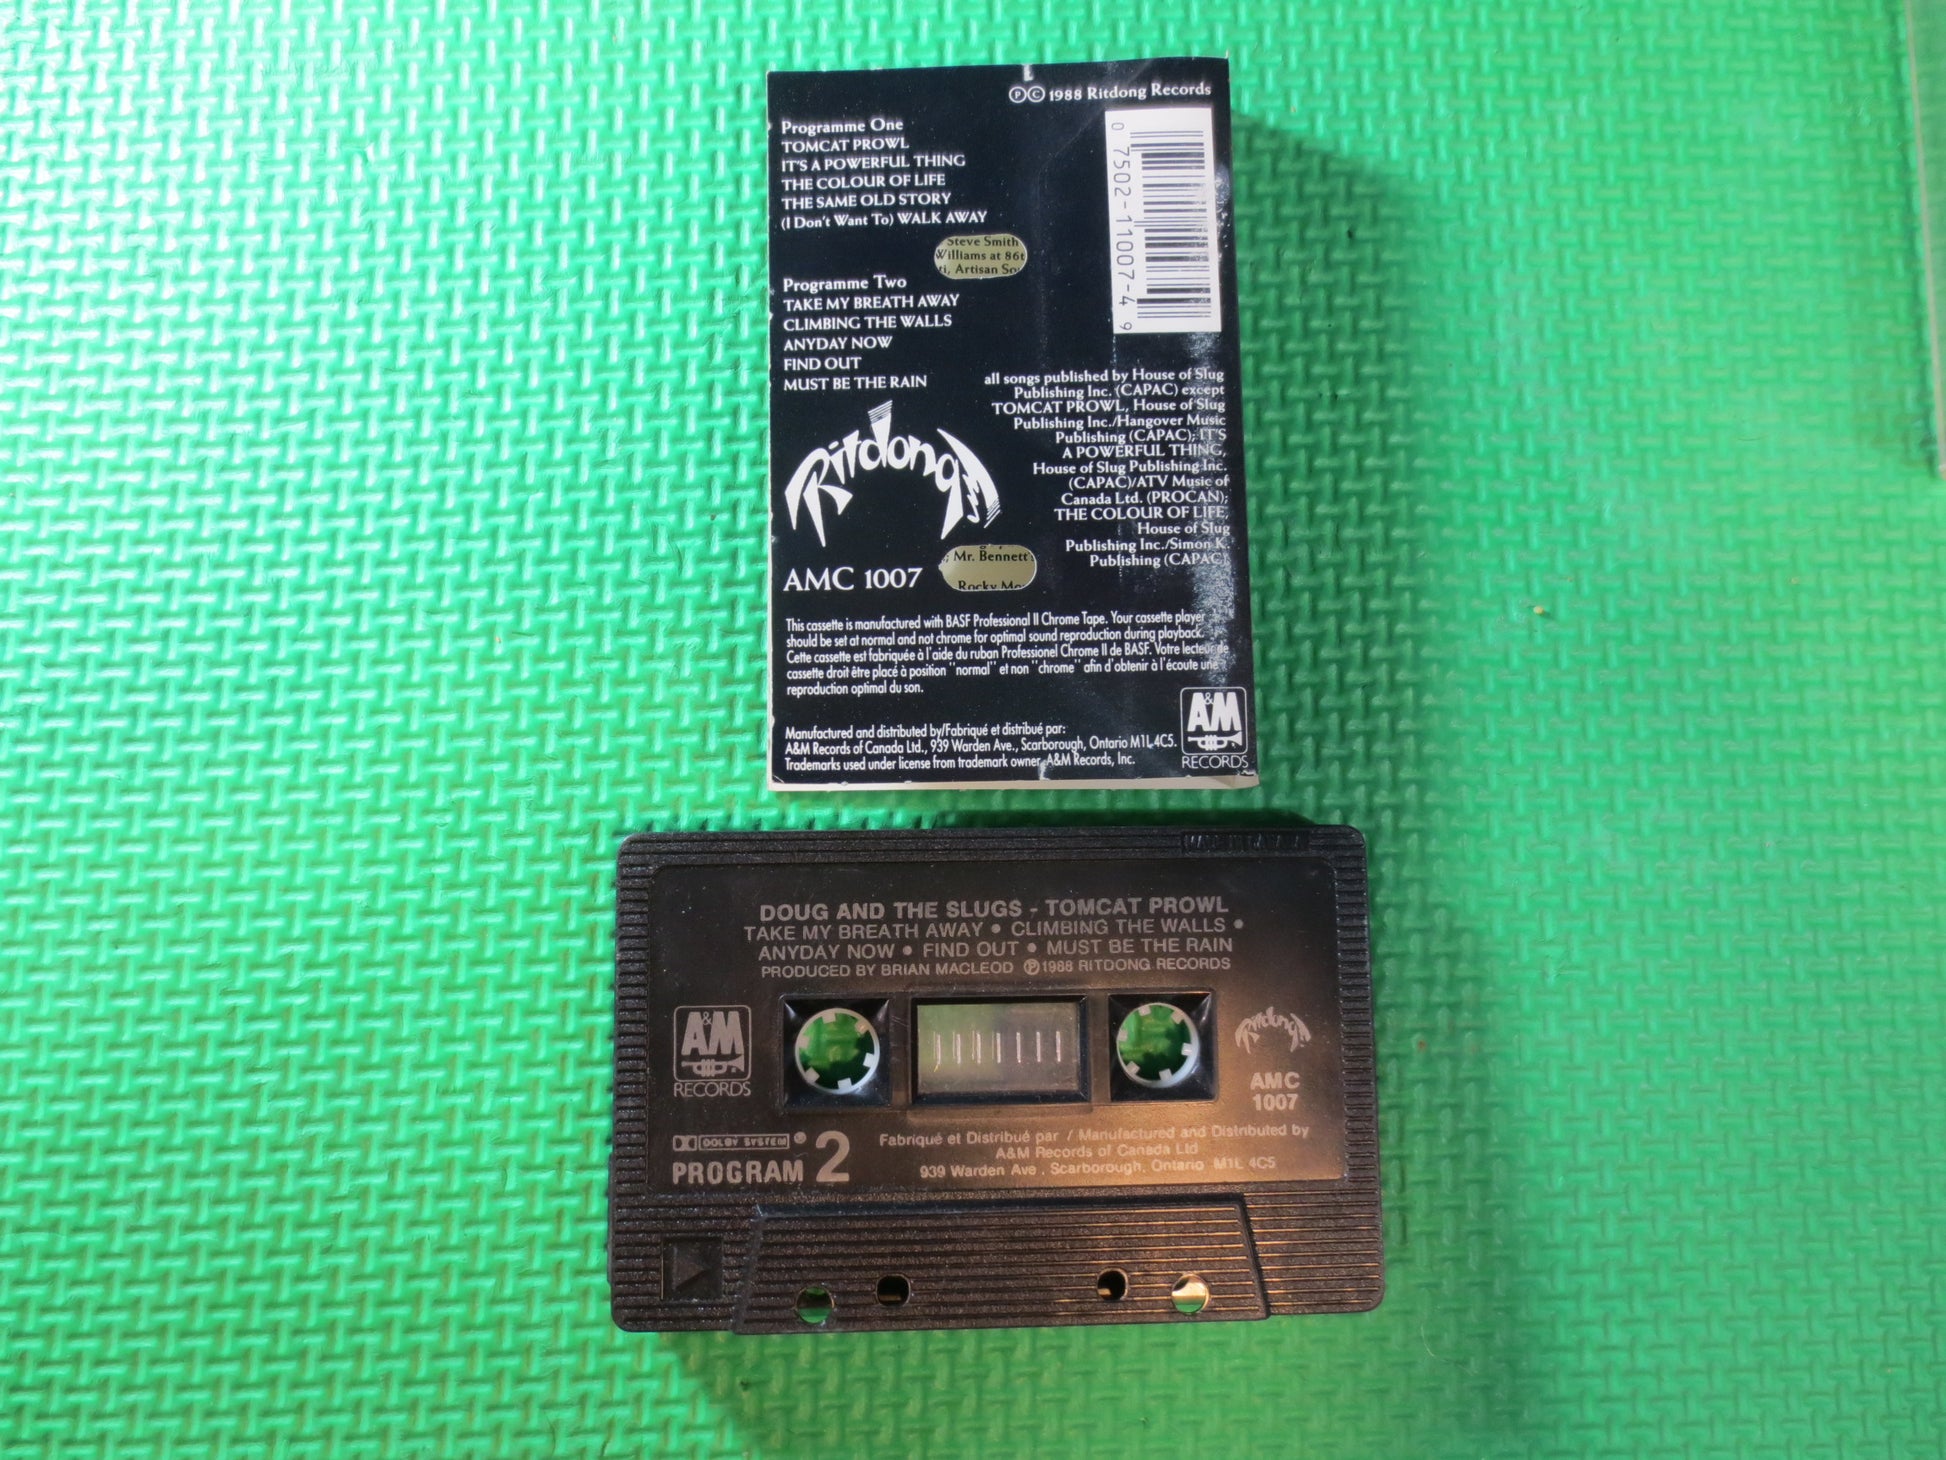 ℗© 1988 Ritdong Records
Programme One
TOMCAT PROWL
IT'S A POWERFUL THING
THE COLOUR OF LIFE
THE SAME OLD STORY
(I Don't Want To) WALK AWAY
Steve Smith
Williams at 86t
ti, Artisan So
Programme Two
TAKE MY BREATH AWAY
CLIMBING THE WALLS
ANYDAY NOW
FIND OUT
MUST BE THE RAIN
0 7502-11007-4 9
all songs published by House of Slug
Publishing Inc. (CAPAC) except
TOMCAT PROWL, House of Slug
Publishing Inc./Hangover Music
Publishing (CAPAC); IT'S
A POWERFUL THING,
House of Slug Publishing Inc.
(CAPAC)/ATV Music of
Canada Ltd. (PROCAN);
THE COLOUR OF LIFE,
House of Slug
Publishing Inc./Simon K.
Publishing (CAPAC).
Ritdong
AMC 1007
; Mr. Bennett'
Rocky Mo
This cassette is manufactured with BASF Professional II Chrome Tape. Your cassette player
should be set at normal and not chrome for optimal sound reproduction during playback.
Cette cassette est fabriquée à l'aide du ruban Professionel Chrome II de BASF. Votre lecteur de
cassette droit être placé à position "normal" et non "chrome" afin d'obtenir à l'écoute une
reproduction optimal du son.
Manufactured and distributed by/Fabriqué et distribué par:
A&M Records of Canada Ltd., 939 Warden Ave., Scarborough, Ontario M1L 4C5.
Trademarks used under license from trademark owner, A&M Records, Inc.
A&M
RECORDS
DOUG AND THE SLUGS - TOMCAT PROWL
TAKE MY BREATH AWAY • CLIMBING THE WALLS •
ANYDAY NOW • FIND OUT • MUST BE THE RAIN
PRODUCED BY BRIAN MACLEOD ℗1988 RITDONG RECORDS
A&M
RECORDS
Ritdong
AMC
1007
DOLBY SYSTEM ®
PROGRAM 2
Fabriqué et Distribué par / Manufactured and Distributed by
A&M Records of Canada Ltd
939 Warden Ave., Scarborough, Ontario M1L 4C5